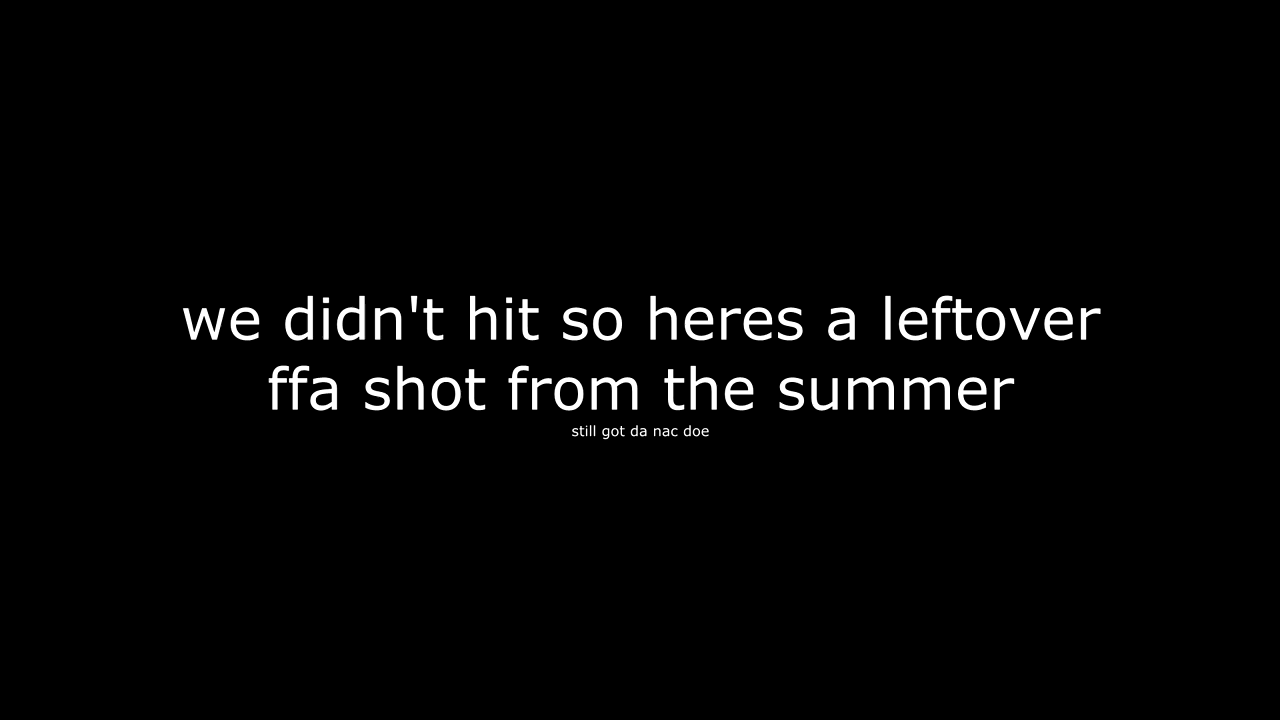 we didn't hit so heres a leftover
ffa shot from the summer
still got da nac doe